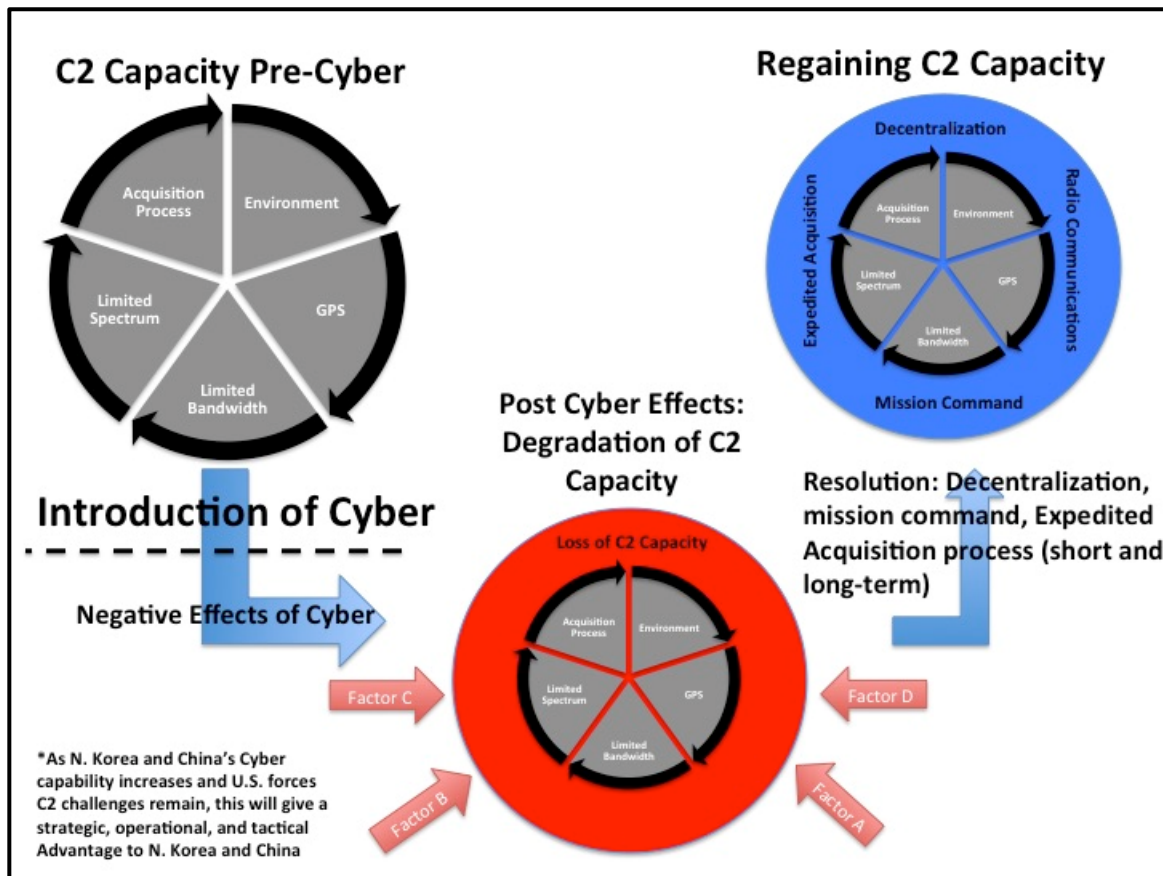 C2 Capacity Pre-Cyber
Acquisition
Process
Environment
GPS
Limited
Bandwidth
Limited
Spectrum
Introduction of Cyber
Negative Effects of Cyber
Post Cyber Effects:
Degradation of C2
Capacity
Loss of C2 Capacity
Acquisition
Process
Environment
GPS
Limited
Bandwidth
Limited
Spectrum
Factor C
Factor B
Factor D
Factor A
*As N. Korea and China's Cyber
capability increases and U.S. forces
C2 challenges remain, this will give a
strategic, operational, and tactical
Advantage to N. Korea and China
Regaining C2 Capacity
Decentralization
Radio Communications
Mission Command
Expedited Acquisition
Acquisition
Process
Environment
GPS
Limited
Bandwidth
Limited
Spectrum
Resolution: Decentralization,
mission command, Expedited
Acquisition process (short and
long-term)